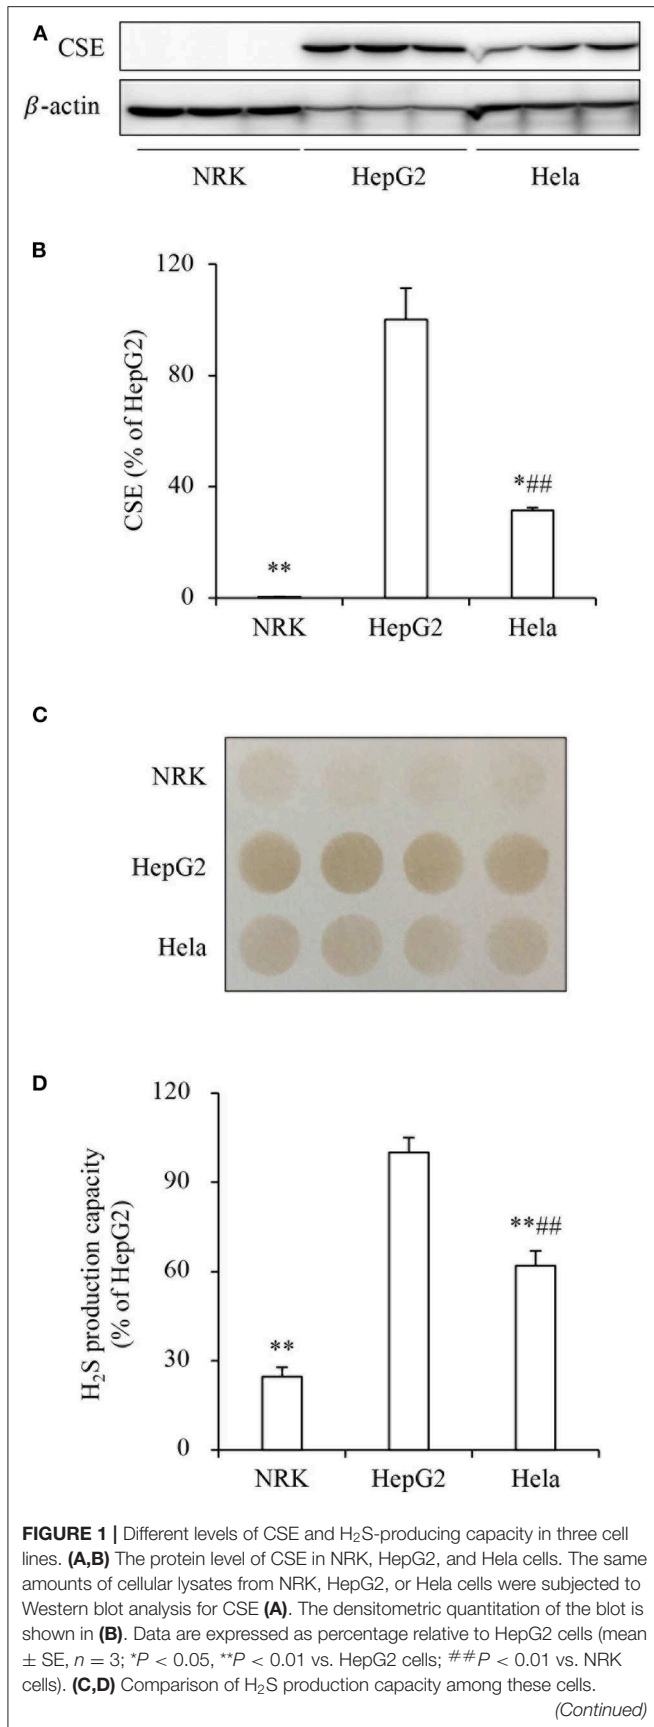 A
CSE
β-actin
NRK HepG2 Hela
B
CSE (% of HepG2)
120
80
40
0
**
*##
NRK HepG2 Hela
C
NRK
HepG2
Hela
D
H₂S production capacity
(% of HepG2)
120
90
60
30
0
**
**##
NRK HepG2 Hela
FIGURE 1 | Different levels of CSE and H₂S-producing capacity in three cell
lines. (A,B) The protein level of CSE in NRK, HepG2, and Hela cells. The same
amounts of cellular lysates from NRK, HepG2, or Hela cells were subjected to
Western blot analysis for CSE (A). The densitometric quantitation of the blot is
shown in (B). Data are expressed as percentage relative to HepG2 cells (mean
± SE, n = 3; *P < 0.05, **P < 0.01 vs. HepG2 cells; ##P < 0.01 vs. NRK
cells). (C,D) Comparison of H₂S production capacity among these cells.
(Continued)